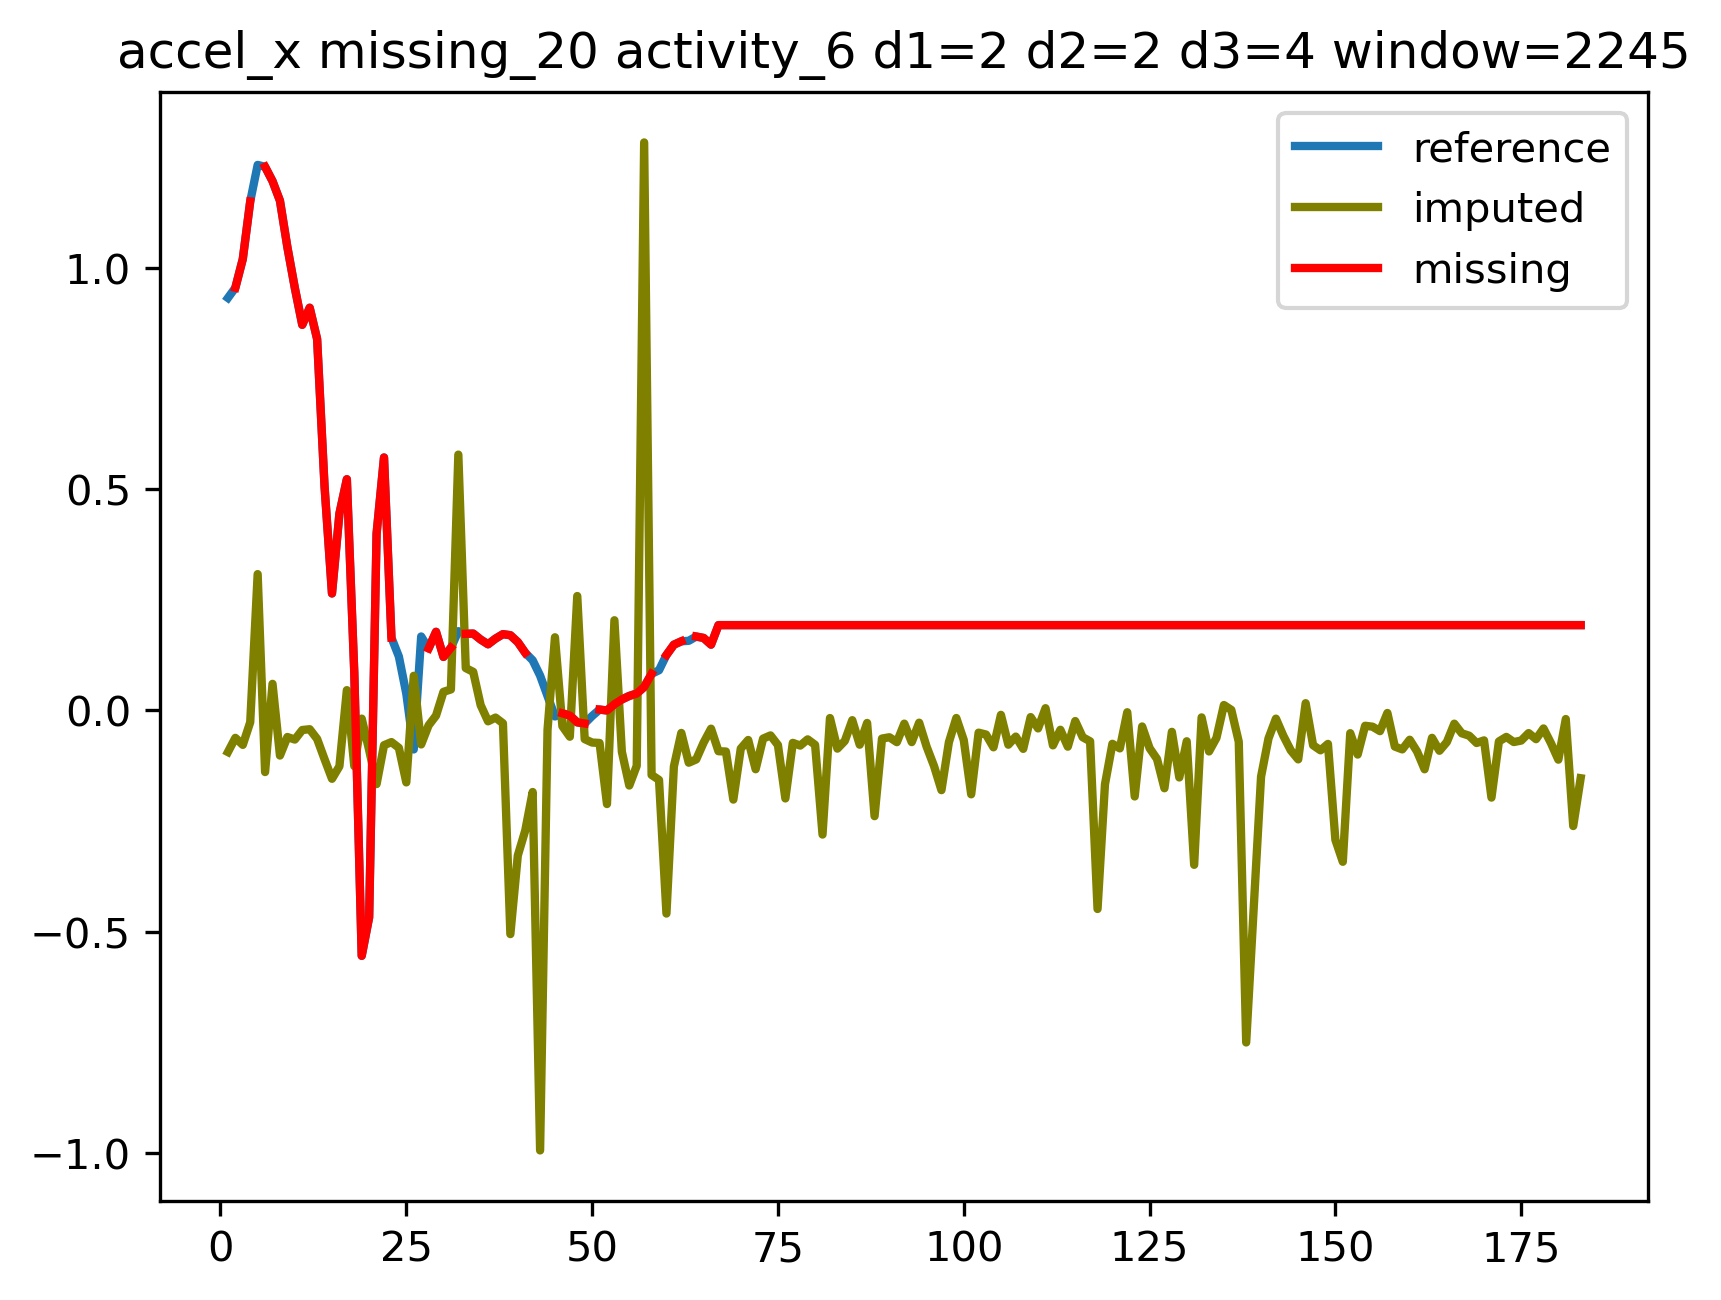 accel_x missing_20 activity_6 d1=2 d2=2 d3=4 window=2245
reference
imputed
missing
1.0
0.5
0.0
−0.5
−1.0
0 25 50 75 100 125 150 175